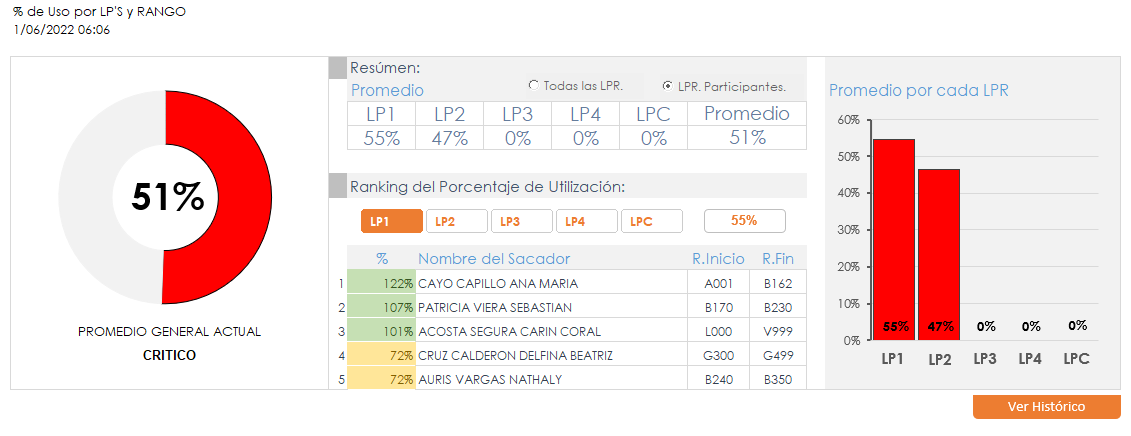 % de Uso por LP'S y RANGO
1/06/2022 06:06
51%
PROMEDIO GENERAL ACTUAL
CRITICO
Resúmen:
Promedio
Todas las LPR.
LPR. Participantes.
LP1 LP2 LP3 LP4 LPC Promedio
55% 47% 0% 0% 0% 51%
Ranking del Porcentaje de Utilización:
LP1 LP2 LP3 LP4 LPC 55%
% Nombre del Sacador R.Inicio R.Fin
1 122% CAYO CAPILLO ANA MARIA A001 B162
2 107% PATRICIA VIERA SEBASTIAN B170 B230
3 101% ACOSTA SEGURA CARIN CORAL L000 V999
4 72% CRUZ CALDERON DELFINA BEATRIZ G300 G499
5 72% AURIS VARGAS NATHALY B240 B350
Promedio por cada LPR
60%
50%
40%
30%
20%
10%
0%
55% 47% 0% 0% 0%
LP1 LP2 LP3 LP4 LPC
Ver Histórico